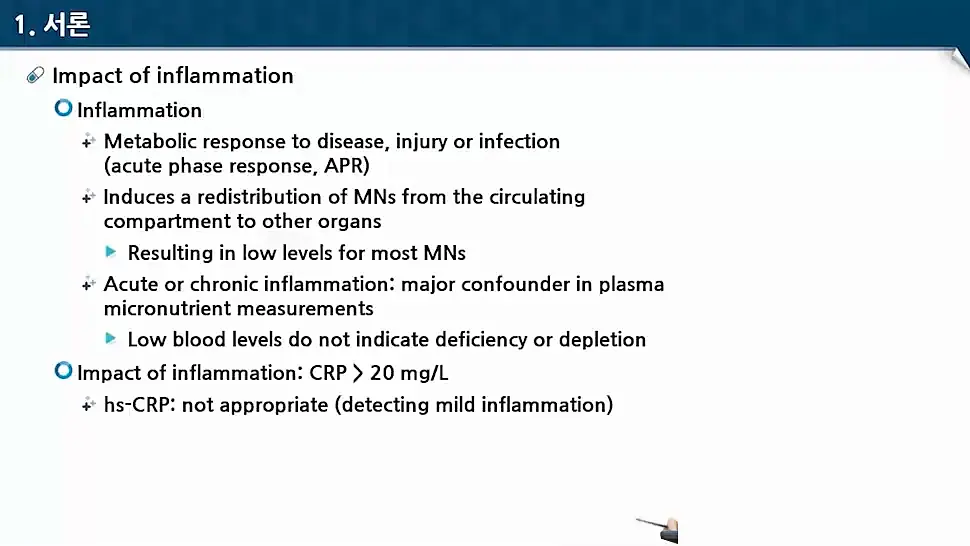 1. 서론
Impact of inflammation
Inflammation
Metabolic response to disease, injury or infection
(acute phase response, APR)
Induces a redistribution of MNs from the circulating
compartment to other organs
Resulting in low levels for most MNs
Acute or chronic inflammation: major confounder in plasma
micronutrient measurements
Low blood levels do not indicate deficiency or depletion
Impact of inflammation: CRP > 20 mg/L
hs-CRP: not appropriate (detecting mild inflammation)